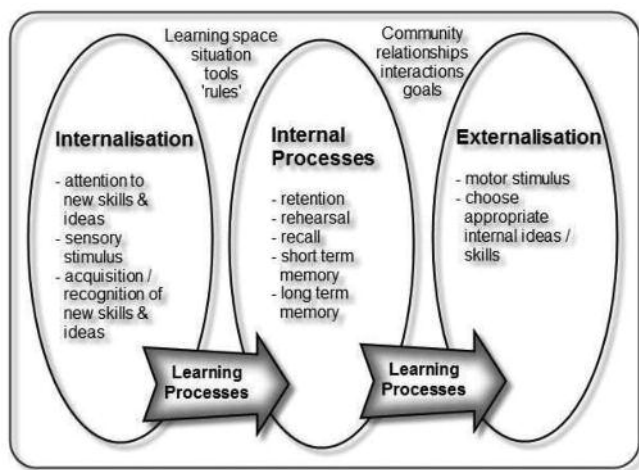 Learning space
situation
tools
'rules'
Community
relationships
interactions
goals
Internalisation
- attention to
new skills &
ideas
- sensory
stimulus
- acquisition /
recognition of
new skills &
ideas
Internal
Processes
- retention
- rehearsal
- recall
- short term
memory
- long term
memory
Externalisation
- motor stimulus
- choose
appropriate
internal ideas /
skills
Learning
Processes
Learning
Processes